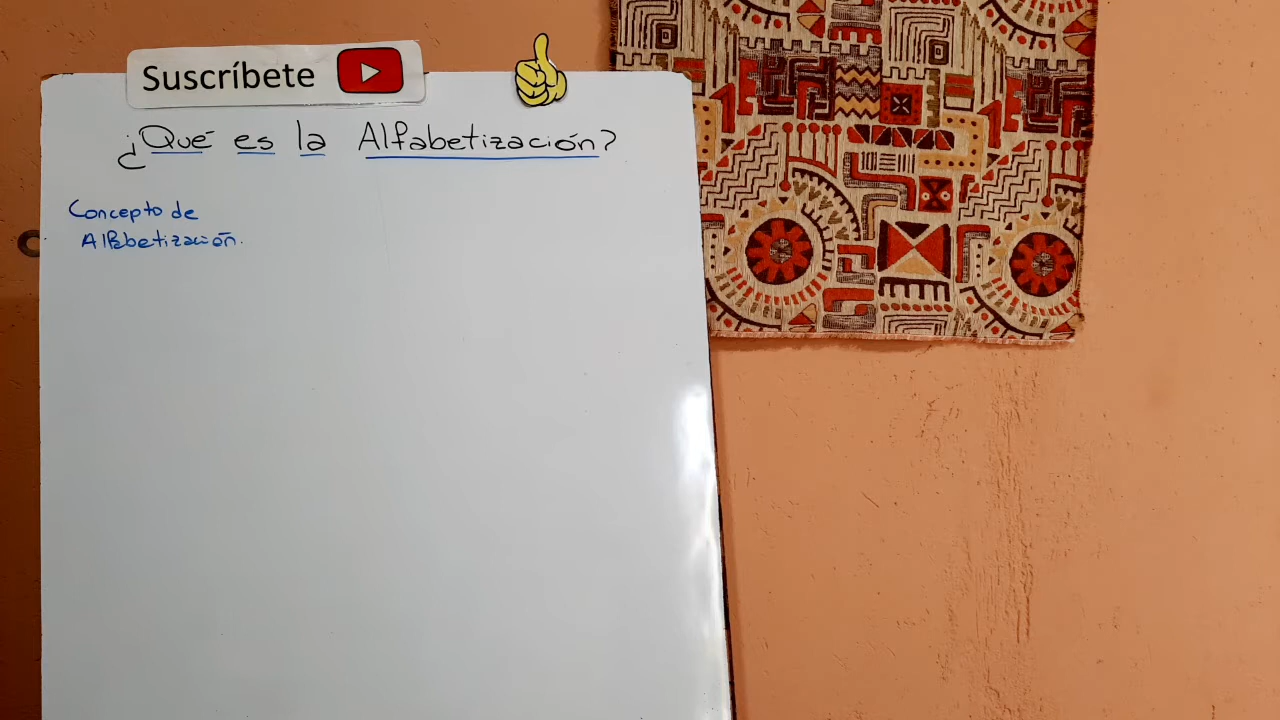 Suscríbete
¿Qué es la Alfabetización?
Concepto de
Alfabetización.